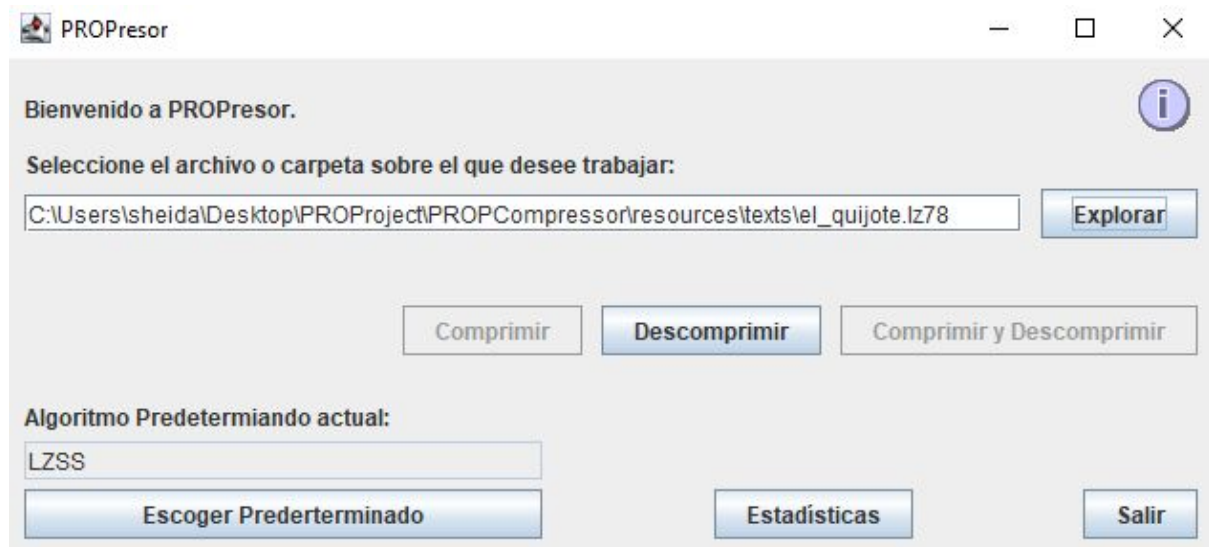 PROPresor
Bienvenido a PROPresor.
i
Seleccione el archivo o carpeta sobre el que desee trabajar:
C:\Users\sheida\Desktop\PROProject\PROPCompressor\resources\texts\el_quijote.lz78
Explorar
Comprimir
Descomprimir
Comprimir y Descomprimir
Algoritmo Predetermiando actual:
LZSS
Escoger Prederterminado
Estadísticas
Salir